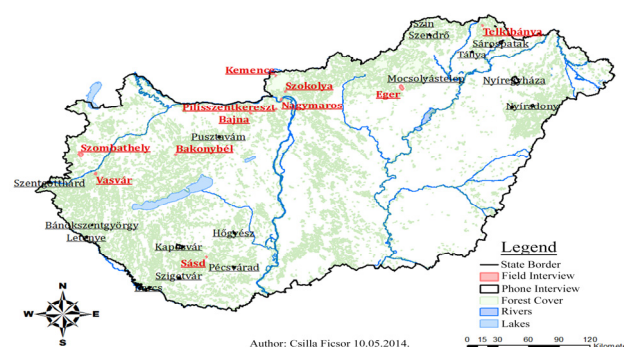 Szin
Szendrő
Telkibánya
Sárospatak
Tállya
Kemence
Szokolya
Mocsolyástelep
Nyíregyháza
Eger
Pilisszentkereszt
Nagymaros
Nyíradony
Bajna
Pusztavám
Szombathely
Bakonybél
Szentgotthárd
Vasvár
Bánokszentgyörgy
Letenye
Hőgyész
Kaposvár
Sásd
Pécsvárad
Szigetvár
Barcs
Legend
State Border
Field Interview
Phone Interview
Forest Cover
Rivers
Lakes
N
W E
S
Author: Csilla Ficsor 10.05.2014.
0 15 30 60 90 120
Kilometers